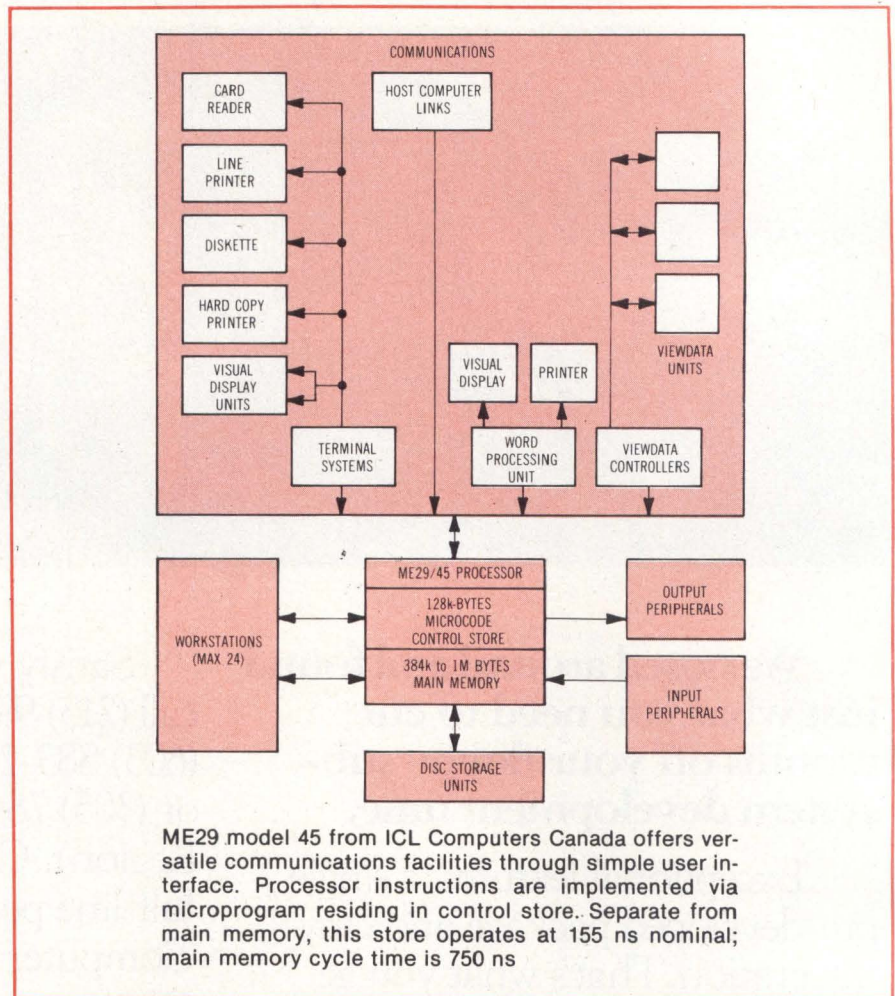 COMMUNICATIONS
CARD
READER
HOST COMPUTER
LINKS
LINE
PRINTER
DISKETTE
HARD COPY
PRINTER
VISUAL
DISPLAY
UNITS
VIEWDATA
UNITS
VISUAL
DISPLAY
PRINTER
TERMINAL
SYSTEMS
WORD
PROCESSING
UNIT
VIEWDATA
CONTROLLERS
WORKSTATIONS
(MAX 24)
ME29/45 PROCESSOR
128k-BYTES
MICROCODE
CONTROL STORE
384k to 1M BYTES
MAIN MEMORY
OUTPUT
PERIPHERALS
INPUT
PERIPHERALS
DISC STORAGE
UNITS
ME29 model 45 from ICL Computers Canada offers ver-
satile communications facilities through simple user in-
terface. Processor instructions are implemented via
microprogram residing in control store. Separate from
main memory, this store operates at 155 ns nominal;
main memory cycle time is 750 ns